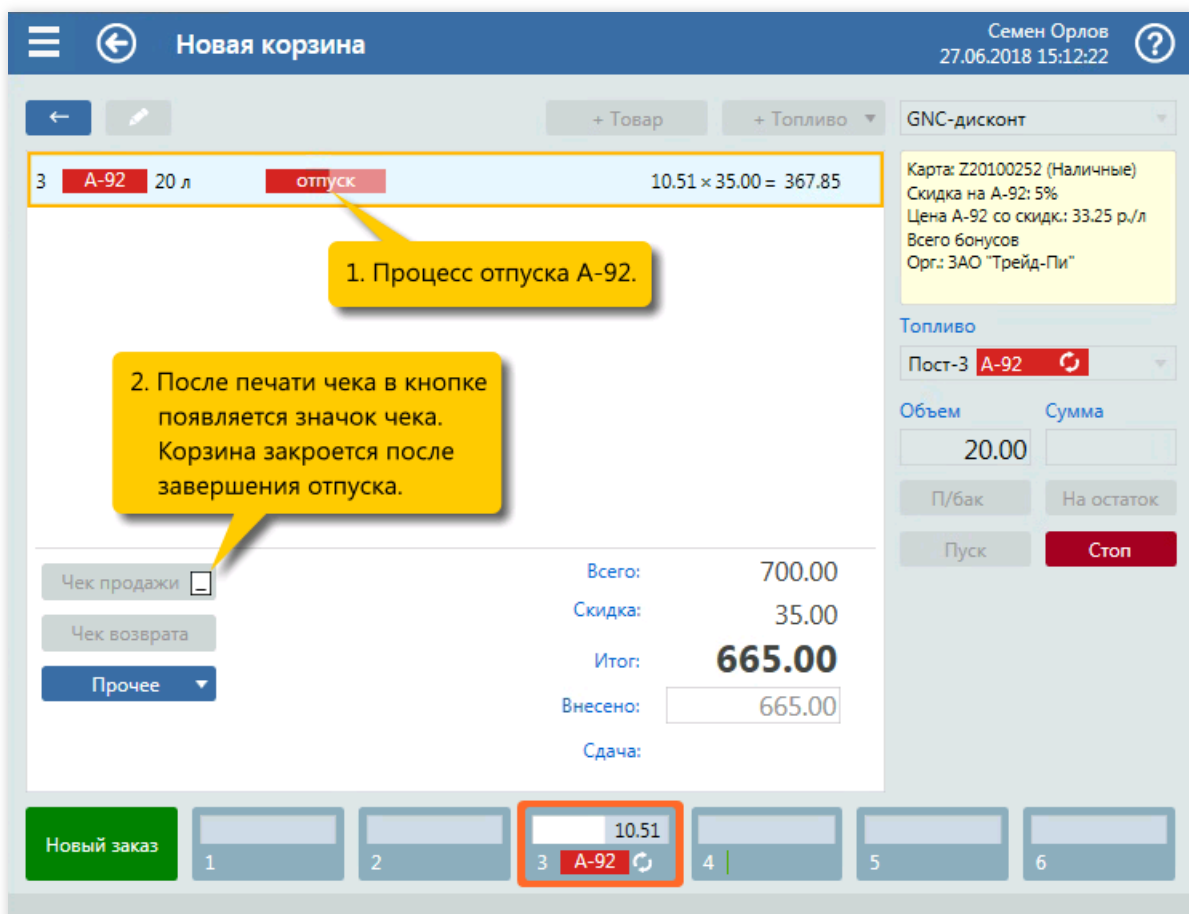 Новая корзина
Семен Орлов
27.06.2018 15:12:22
+ Товар
+ Топливо
GNC-дисконт
3 А-92 20 л отпуск 10.51 × 35.00 = 367.85
Карта: Z20100252 (Наличные)
Скидка на А-92: 5%
Цена А-92 со скидк.: 33.25 р./л
Всего бонусов
Орг.: ЗАО "Трейд-Пи"
1. Процесс отпуска А-92.
2. После печати чека в кнопке
появляется значок чека.
Корзина закроется после
завершения отпуска.
Топливо
Пост-3 А-92
Объем Сумма
20.00
П/бак На остаток
Пуск Стоп
Чек продажи
Чек возврата
Прочее
Всего: 700.00
Скидка: 35.00
Итог: 665.00
Внесено: 665.00
Сдача:
Новый заказ
1
2
10.51
3 А-92
4
5
6